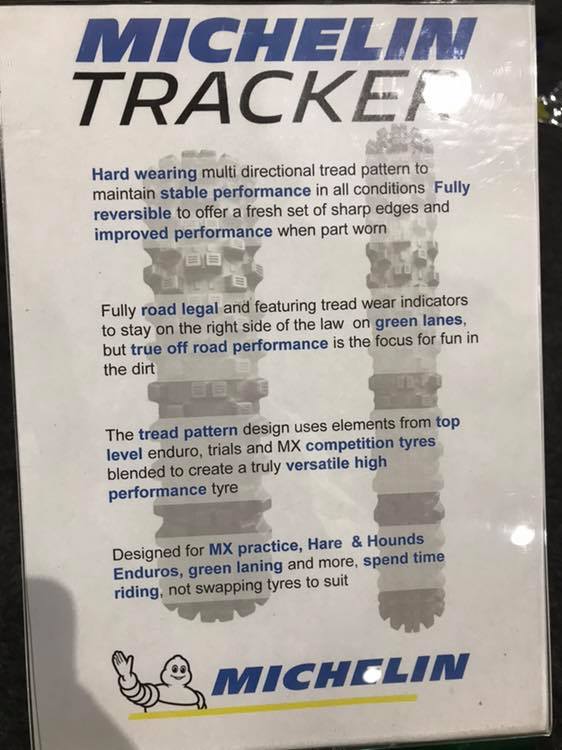 MICHELIN
TRACKER
Hard wearing multi directional tread pattern to
maintain stable performance in all conditions Fully
reversible to offer a fresh set of sharp edges and
improved performance when part worn
Fully road legal and featuring tread wear indicators
to stay on the right side of the law on green lanes,
but true off road performance is the focus for fun in
the dirt
The tread pattern design uses elements from top
level enduro, trials and MX competition tyres
blended to create a truly versatile high
performance tyre
Designed for MX practice, Hare & Hounds
Enduros, green laning and more, spend time
riding, not swapping tyres to suit
MICHELIN